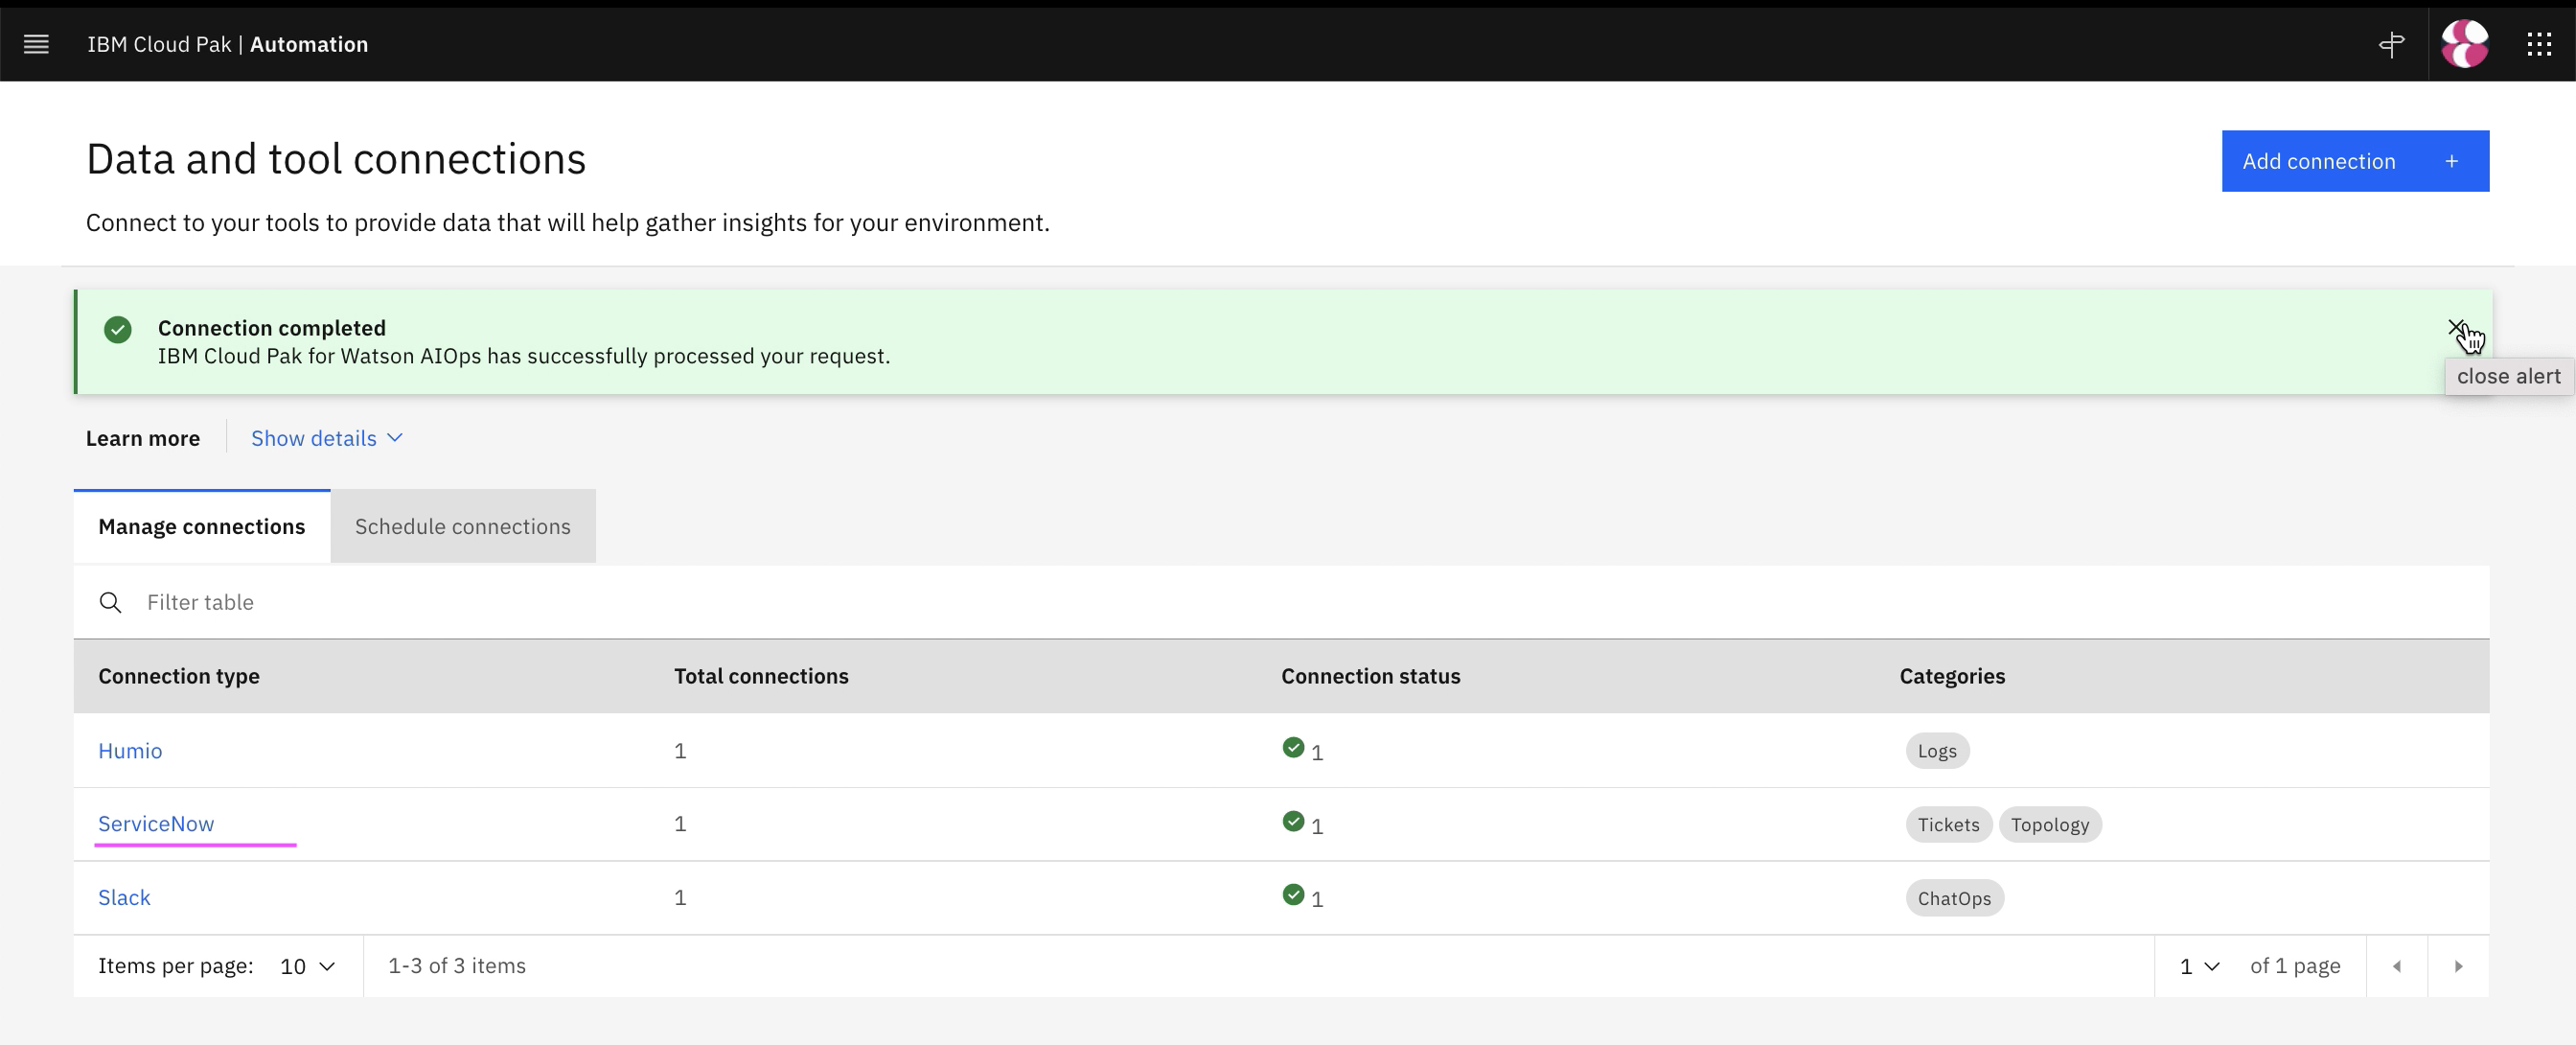 IBM Cloud Pak | Automation
Data and tool connections
Add connection +
Connect to your tools to provide data that will help gather insights for your environment.
Connection completed
IBM Cloud Pak for Watson AIOps has successfully processed your request.
close alert
Learn more
Show details
Manage connections
Schedule connections
Filter table
Connection type Total connections Connection status Categories
Humio 1 1 Logs
ServiceNow 1 1 Tickets Topology
Slack 1 1 ChatOps
Items per page: 10 1-3 of 3 items 1 of 1 page